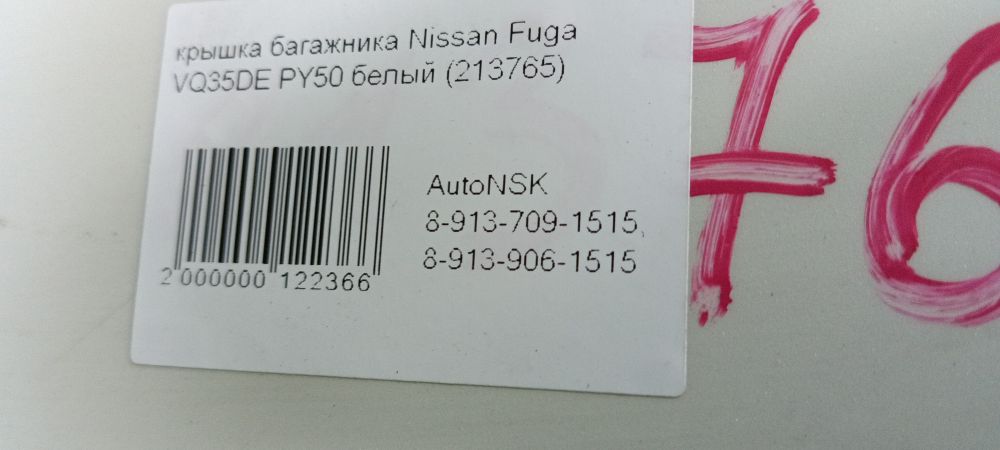 крышка багажника Nissan Fuga
VQ35DE PY50 белый (213765)
AutoNSK
8-913-709-1515,
8-913-906-1515
2 000000 122366
76